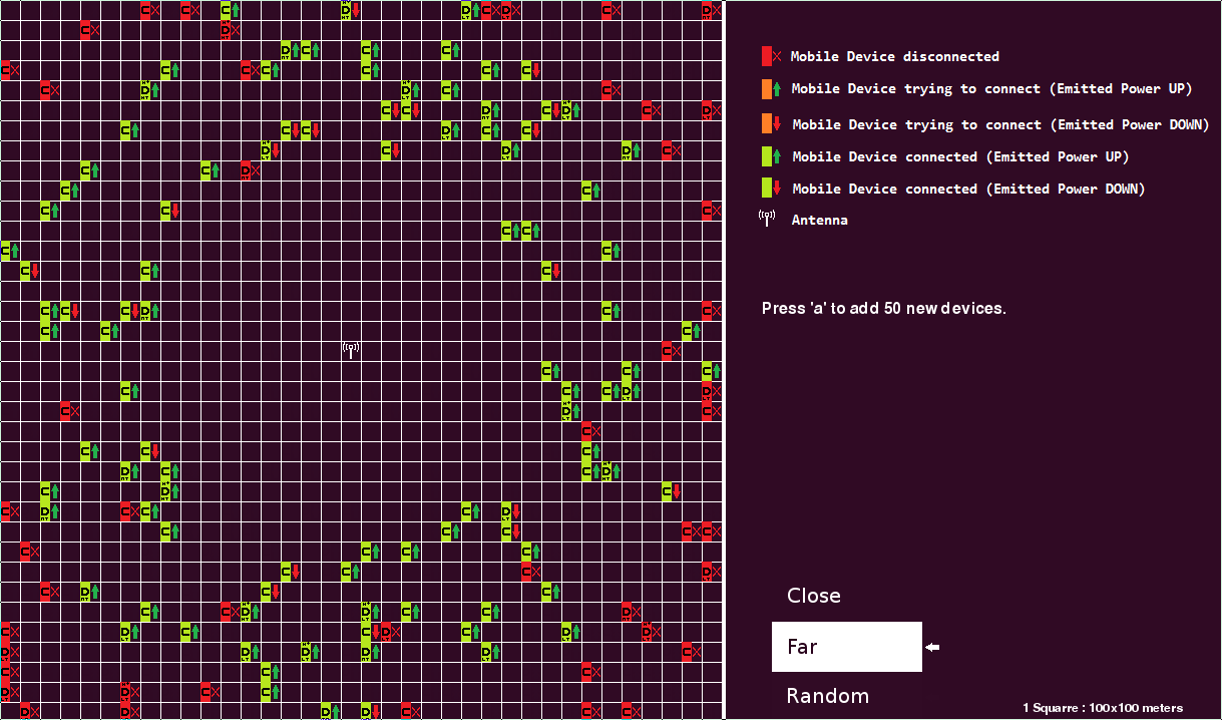 Mobile Device disconnected
Mobile Device trying to connect (Emitted Power UP)
Mobile Device trying to connect (Emitted Power DOWN)
Mobile Device connected (Emitted Power UP)
Mobile Device connected (Emitted Power DOWN)
Antenna
Press 'a' to add 50 new devices.
Close
Far
Random
1 Squarre : 100x100 meters